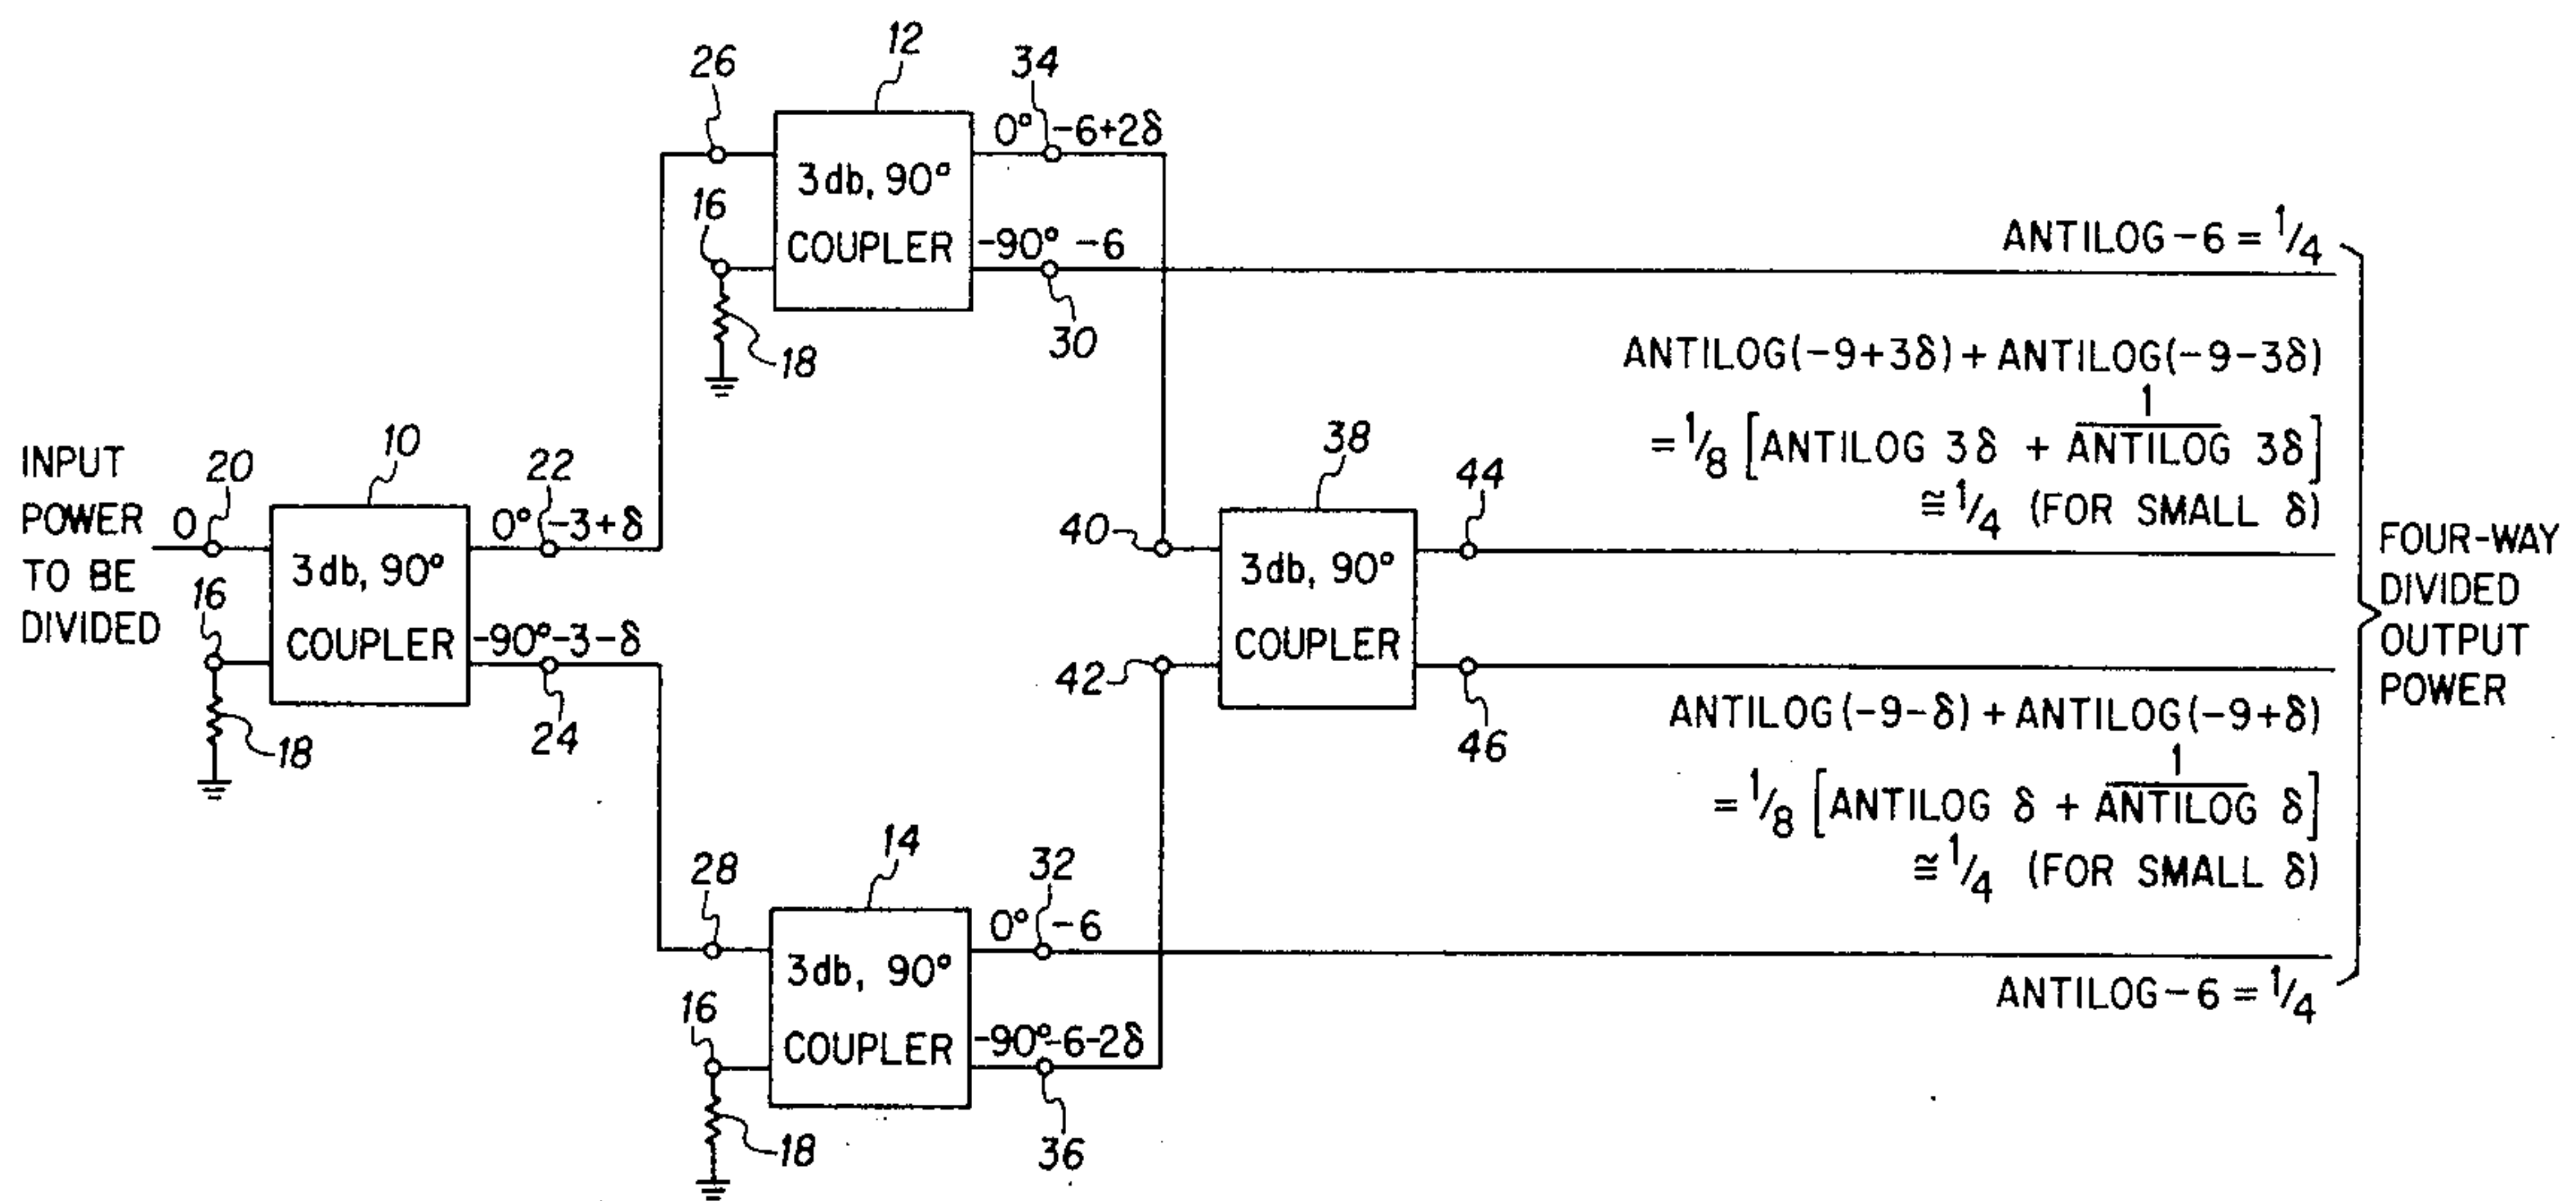 12
26
34
0° -6+2δ
3db, 90°
COUPLER
16
-90° -6
18
30
ANTILOG-6 = 1/4
ANTILOG(-9+3δ)+ANTILOG(-9-3δ)
= 1/8 [ANTILOG 3δ + 1/ANTILOG 3δ]
≅ 1/4 (FOR SMALL δ)
INPUT
POWER
TO BE
DIVIDED
0
20
10
22
0° -3+δ
3db, 90°
COUPLER
16
-90°-3-δ
18
24
38
40
44
3db, 90°
COUPLER
42
46
FOUR-WAY
DIVIDED
OUTPUT
POWER
ANTILOG(-9-δ)+ANTILOG(-9+δ)
= 1/8 [ANTILOG δ + 1/ANTILOG δ]
≅ 1/4 (FOR SMALL δ)
14
28
32
0° -6
3db, 90°
COUPLER
ANTILOG-6 = 1/4
16
-90°-6-2δ
18
36